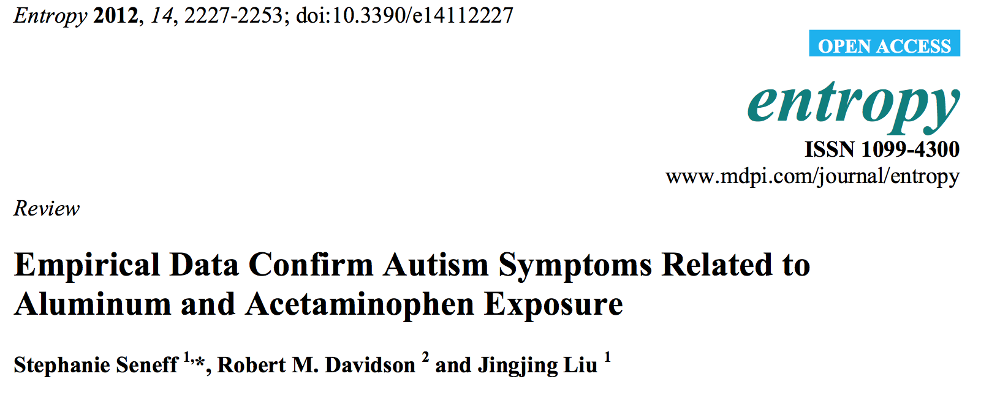 Entropy 2012, 14, 2227-2253; doi:10.3390/e14112227
OPEN ACCESS
entropy
ISSN 1099-4300
www.mdpi.com/journal/entropy
Review
Empirical Data Confirm Autism Symptoms Related to
Aluminum and Acetaminophen Exposure
Stephanie Seneff 1,*, Robert M. Davidson 2 and Jingjing Liu 1